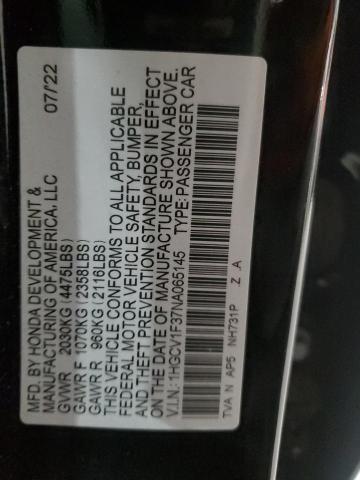 MFD. BY HONDA DEVELOPMENT & 07/22
MANUFACTURING OF AMERICA, LLC
GVWR 2030KG (4475LBS)
GAWR F 1070KG (2358LBS)
GAWR R 960KG (2116LBS)
THIS VEHICLE CONFORMS TO ALL APPLICABLE
FEDERAL MOTOR VEHICLE SAFETY, BUMPER,
AND THEFT PREVENTION STANDARDS IN EFFECT
ON THE DATE OF MANUFACTURE SHOWN ABOVE.
V.I.N.: 1HGCV1F37NA065145 TYPE: PASSENGER CAR
TVA N AP5 NH731P Z .A